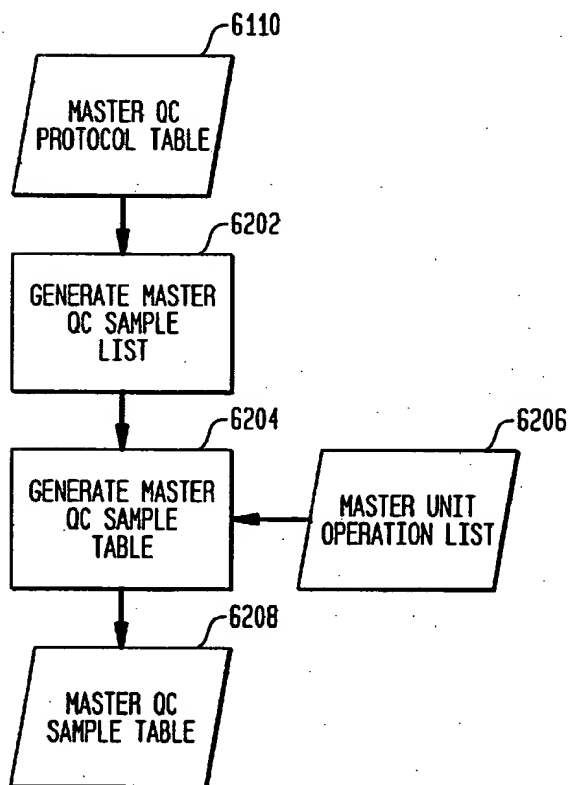 6110
MASTER QC
PROTOCOL TABLE
6202
GENERATE MASTER
QC SAMPLE
LIST
6204
GENERATE MASTER
QC SAMPLE
TABLE
6206
MASTER UNIT
OPERATION LIST
6208
MASTER QC
SAMPLE TABLE